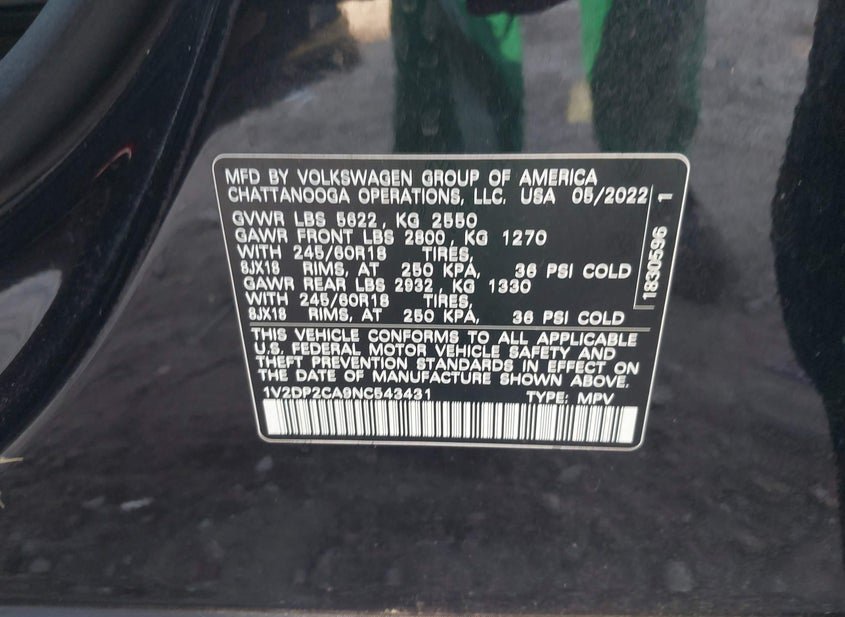 MFD BY VOLKSWAGEN GROUP OF AMERICA
CHATTANOOGA OPERATIONS, LLC. USA 05/2022
GVWR LBS 5622, KG 2550
GAWR FRONT LBS 2800, KG 1270
WITH 245/60R18 TIRES,
8JX18 RIMS, AT 250 KPA, 36 PSI COLD
GAWR REAR LBS 2932, KG 1330
WITH 245/60R18 TIRES,
8JX18 RIMS, AT 250 KPA, 36 PSI COLD
1830596 1
THIS VEHICLE CONFORMS TO ALL APPLICABLE
U.S. FEDERAL MOTOR VEHICLE SAFETY AND
THEFT PREVENTION STANDARDS IN EFFECT ON
THE DATE OF MANUFACTURE SHOWN ABOVE.
1V2DP2CA9NC543431 TYPE: MPV